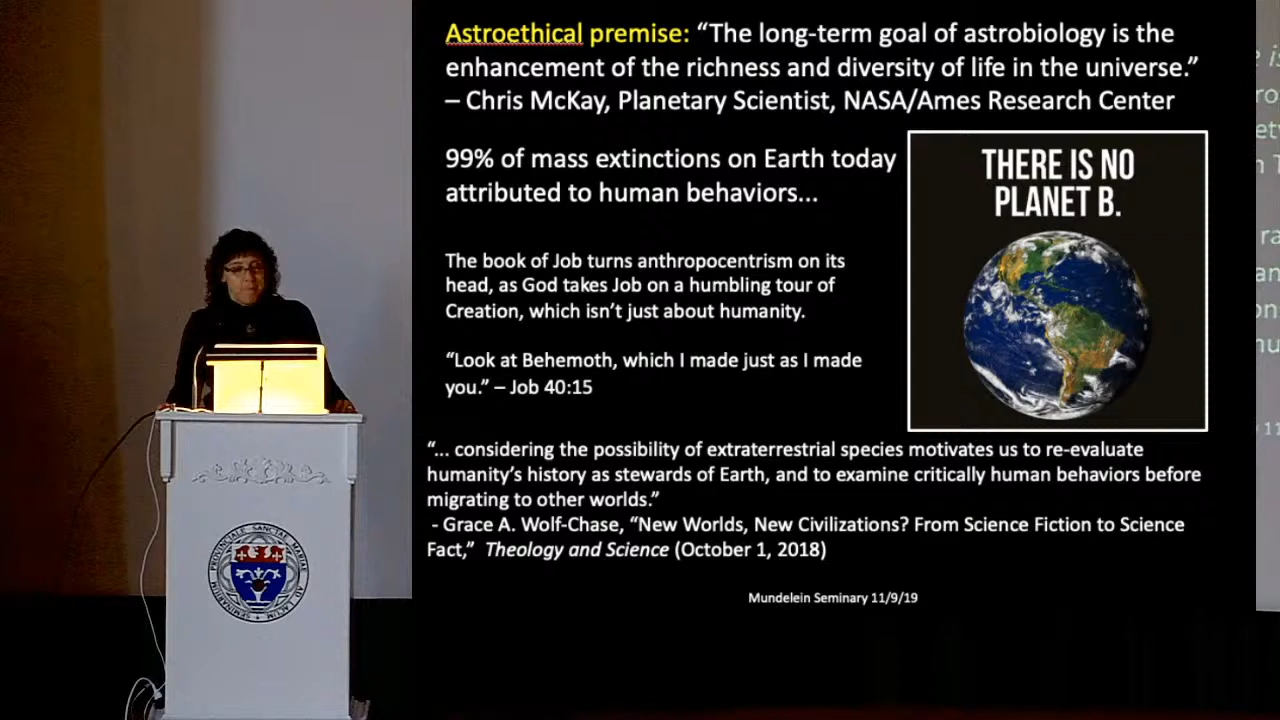 Astroethical premise: “The long-term goal of astrobiology is the
enhancement of the richness and diversity of life in the universe.”
– Chris McKay, Planetary Scientist, NASA/Ames Research Center
99% of mass extinctions on Earth today
attributed to human behaviors...
THERE IS NO
PLANET B.
The book of Job turns anthropocentrism on its
head, as God takes Job on a humbling tour of
Creation, which isn’t just about humanity.
“Look at Behemoth, which I made just as I made
you.” – Job 40:15
“... considering the possibility of extraterrestrial species motivates us to re-evaluate
humanity’s history as stewards of Earth, and to examine critically human behaviors before
migrating to other worlds.”
- Grace A. Wolf-Chase, “New Worlds, New Civilizations? From Science Fiction to Science
Fact,” Theology and Science (October 1, 2018)
Mundelein Seminary 11/9/19